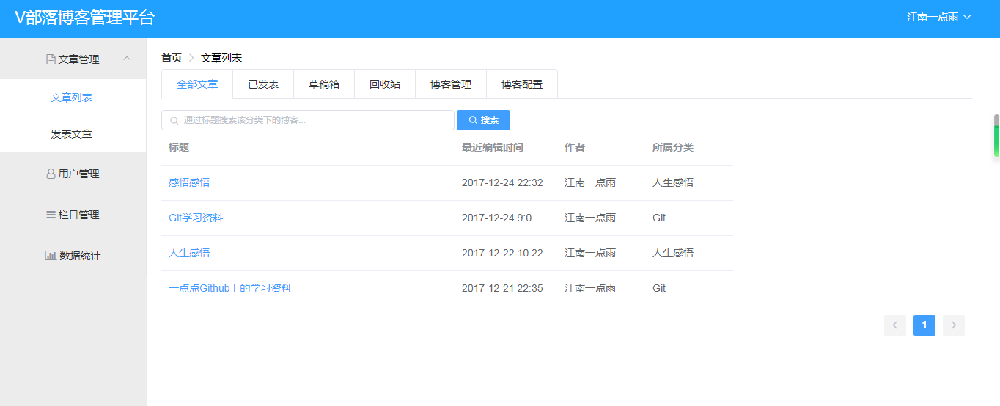 V部落博客管理平台
江南一点雨
文章管理
文章列表
发表文章
用户管理
栏目管理
数据统计
首页 文章列表
全部文章 已发表 草稿箱 回收站 博客管理 博客配置
通过标题搜索该分类下的博客... 搜索
标题 最近编辑时间 作者 所属分类
感悟感悟 2017-12-24 22:32 江南一点雨 人生感悟
Git学习资料 2017-12-24 9:0 江南一点雨 Git
人生感悟 2017-12-22 10:22 江南一点雨 人生感悟
一点点Github上的学习资料 2017-12-21 22:35 江南一点雨 Git
1